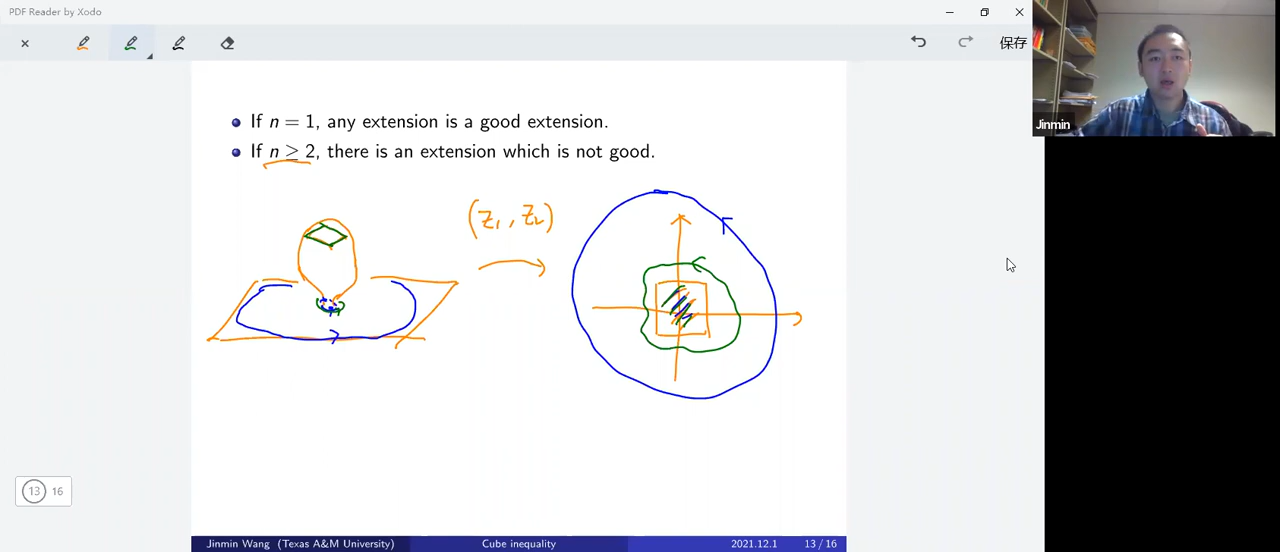 PDF Reader by Xodo
保存
Jinmin
If n = 1, any extension is a good extension.
If n ≥ 2, there is an extension which is not good.
(z₁, z₂)
13 16
Jinmin Wang (Texas A&M University) Cube inequality 2021.12.1 13 / 16